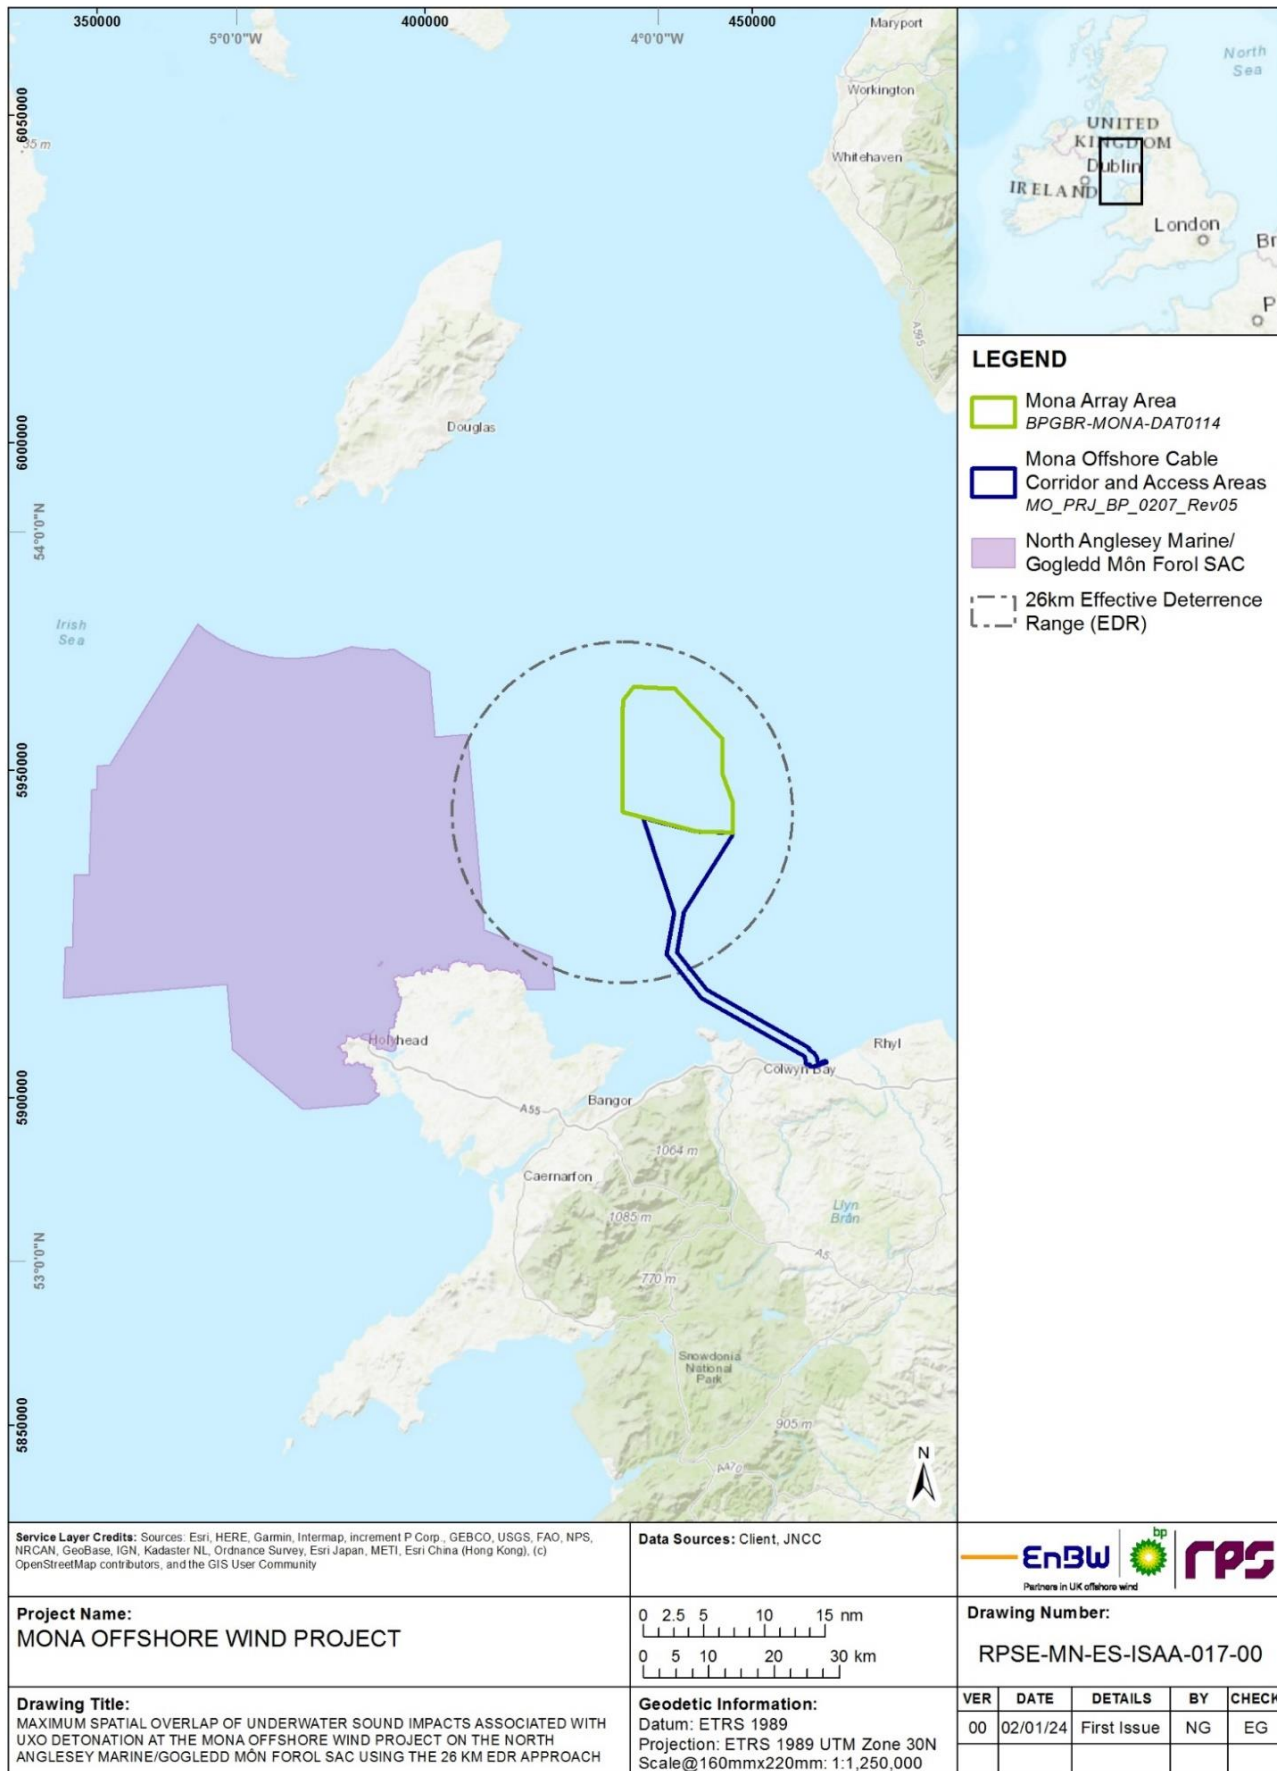 350000
400000
450000
5°0'0"W
4°0'0"W
Maryport
Workington
Whitehaven
A595
6050000
35 m
Douglas
6000000
54°0'0"N
Irish
Sea
5950000
Holyhead
5900000
A55
Bangor
Colwyn Bay
Rhyl
Caernarfon
1064 m
1085 m
Llyn
Brân
A5
770 m
53°0'0"N
Snowdonia
National
Park
5850000
905 m
A470
N
North
Sea
UNITED
KINGDOM
Dublin
IRELAND
London
Br
P
LEGEND
Mona Array Area
BPGBR-MONA-DAT0114
Mona Offshore Cable
Corridor and Access Areas
MO_PRJ_BP_0207_Rev05
North Anglesey Marine/
Gogledd Môn Forol SAC
26km Effective Deterrence
Range (EDR)
Service Layer Credits: Sources: Esri, HERE, Garmin, Intermap, increment P Corp., GEBCO, USGS, FAO, NPS,
NRCAN, GeoBase, IGN, Kadaster NL, Ordnance Survey, Esri Japan, METI, Esri China (Hong Kong), (c)
OpenStreetMap contributors, and the GIS User Community
Data Sources: Client, JNCC
EnBW
bp
rps
Partners in UK offshore wind
Project Name:
MONA OFFSHORE WIND PROJECT
0 2.5 5 10 15 nm
0 5 10 20 30 km
Drawing Number:
RPSE-MN-ES-ISAA-017-00
Drawing Title:
MAXIMUM SPATIAL OVERLAP OF UNDERWATER SOUND IMPACTS ASSOCIATED WITH
UXO DETONATION AT THE MONA OFFSHORE WIND PROJECT ON THE NORTH
ANGLESEY MARINE/GOGLEDD MÔN FOROL SAC USING THE 26 KM EDR APPROACH
Geodetic Information:
Datum: ETRS 1989
Projection: ETRS 1989 UTM Zone 30N
Scale@160mmx220mm: 1:1,250,000
VER DATE DETAILS BY CHECK
00 02/01/24 First Issue NG EG